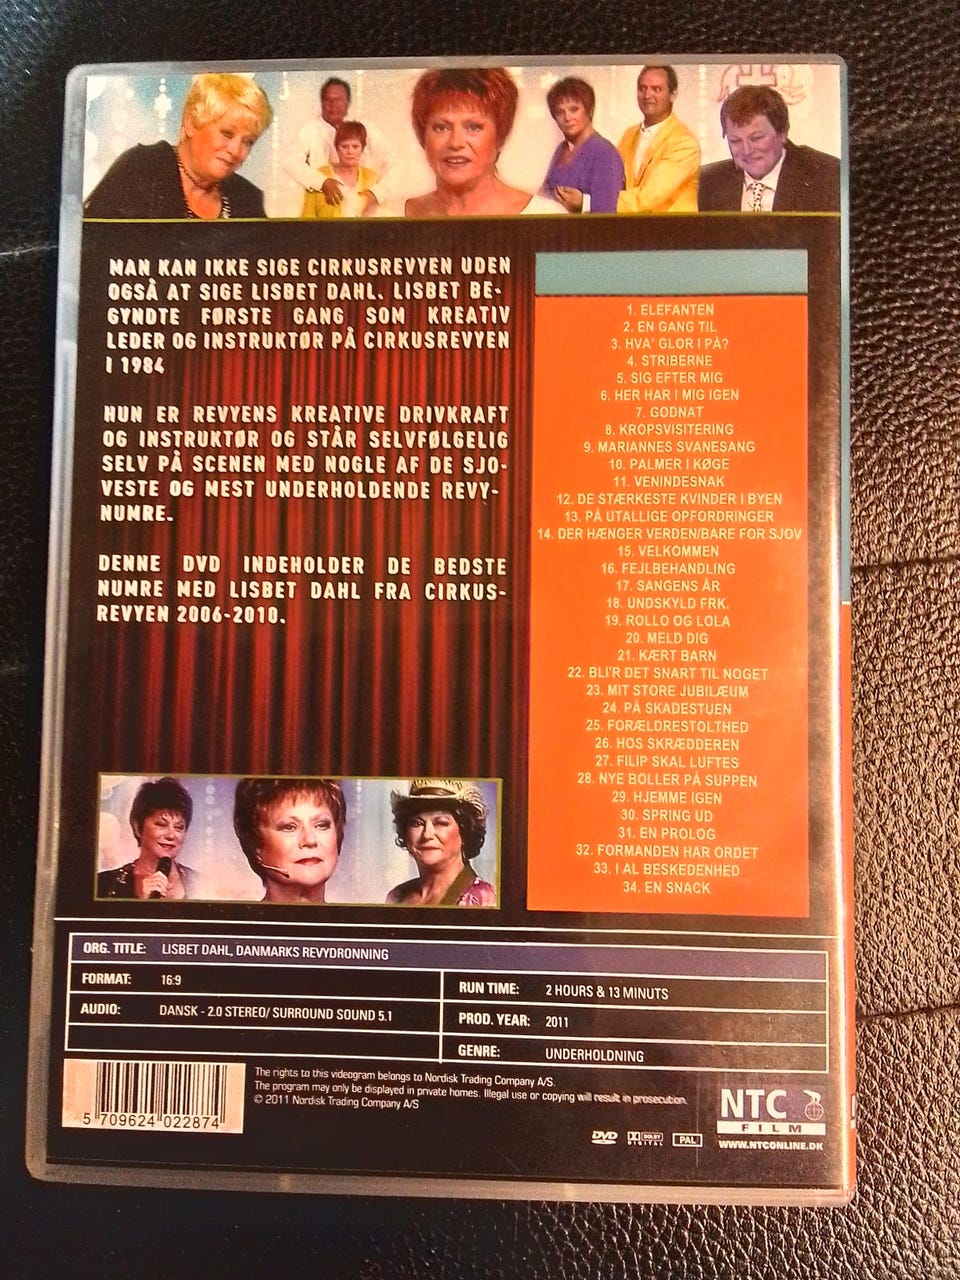 MAN KAN IKKE SIGE CIRKUSREVYEN UDEN
OGSÅ AT SIGE LISBET DAHL. LISBET BE-
GYNDTE FØRSTE GANG SOM KREATIV
LEDER OG INSTRUKTØR PÅ CIRKUSREVYEN
I 1984
HUN ER REVYENS KREATIVE DRIVKRAFT
OG INSTRUKTØR OG STÅR SELVFØLGELIG
SELV PÅ SCENEN MED NOGLE AF DE SJO-
VESTE OG MEST UNDERHOLDENDE REVY-
NUMRE.
DENNE DVD INDEHOLDER DE BEDSTE
NUMRE MED LISBET DAHL FRA CIRKUS-
REVYEN 2006-2010.
1. ELEFANTEN
2. EN GANG TIL
3. HVA' GLOR I PÅ?
4. STRIBERNE
5. SIG EFTER MIG
6. HER HAR I MIG IGEN
7. GODNAT
8. KROPSVISITERING
9. MARIANNES SVANESANG
10. PALMER I KØGE
11. VENINDESNAK
12. DE STÆRKESTE KVINDER I BYEN
13. PÅ UTALLIGE OPFORDRINGER
14. DER HÆNGER VERDEN/BARE FOR SJOV
15. VELKOMMEN
16. FEJLBEHANDLING
17. SANGENS ÅR
18. UNDSKYLD FRK.
19. ROLLO OG LOLA
20. MELD DIG
21. KÆRT BARN
22. BLI'R DET SNART TIL NOGET
23. MIT STORE JUBILÆUM
24. PÅ SKADESTUEN
25. FORÆLDRESTOLTHED
26. HOS SKRÆDDEREN
27. FILIP SKAL LUFTES
28. NYE BOLLER PÅ SUPPEN
29. HJEMME IGEN
30. SPRING UD
31. EN PROLOG
32. FORMANDEN HAR ORDET
33. I AL BESKEDENHED
34. EN SNACK
ORG. TITLE: LISBET DAHL, DANMARKS REVYDRONNING
FORMAT: 16:9
AUDIO: DANSK - 2.0 STEREO/ SURROUND SOUND 5.1
RUN TIME: 2 HOURS & 13 MINUTS
PROD. YEAR: 2011
GENRE: UNDERHOLDNING
The rights to this videogram belongs to Nordisk Trading Company A/S.
The program may only be displayed in private homes. Illegal use or copying will result in prosecution.
© 2011 Nordisk Trading Company A/S
5 709624 022874
DVD DOLBY DIGITAL PAL
NTC
FILM
WWW.NTCONLINE.DK